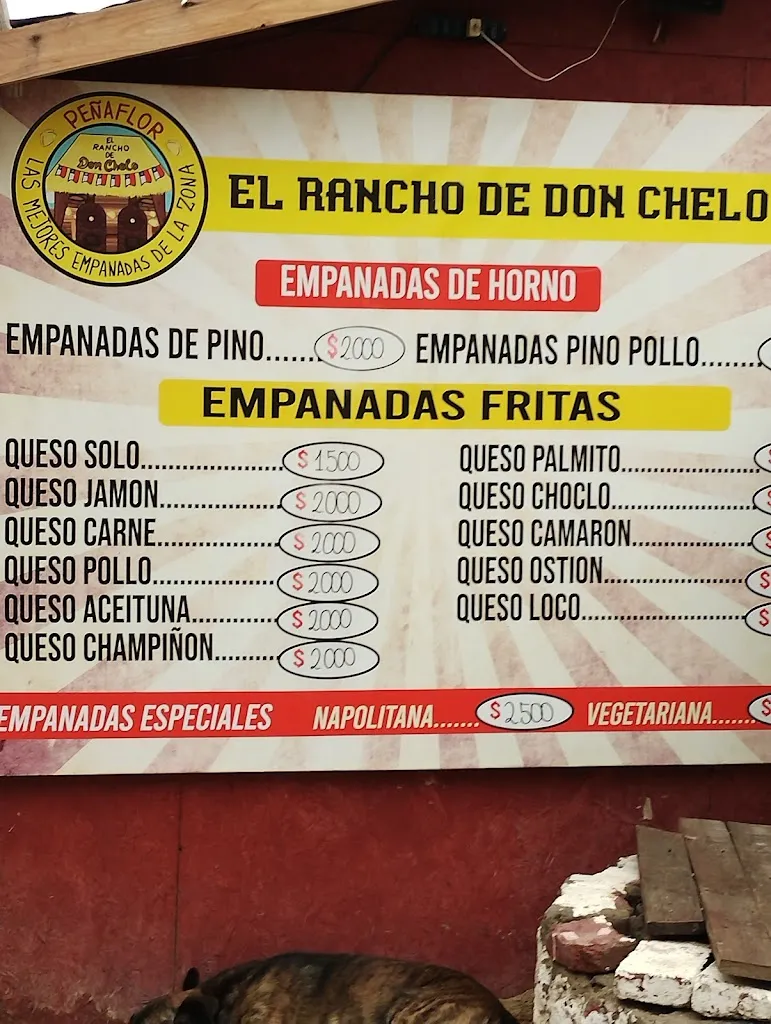 PEÑAFLOR
EL
RANCHO
DE
Don Chelo
LAS MEJORES EMPANADAS DE LA ZONA
EL RANCHO DE DON CHELO
EMPANADAS DE HORNO
EMPANADAS DE PINO......$2000 EMPANADAS PINO POLLO.......
EMPANADAS FRITAS
QUESO SOLO..................$1500 QUESO PALMITO.................$
QUESO JAMON...............$2000 QUESO CHOCLO..................$
QUESO CARNE...............$2000 QUESO CAMARON...............$
QUESO POLLO................$2000 QUESO OSTION...................$
QUESO ACEITUNA...........$2000 QUESO LOCO.....................$
QUESO CHAMPIÑON........$2000
EMPANADAS ESPECIALES NAPOLITANA.......$2.500 VEGETARIANA.......$